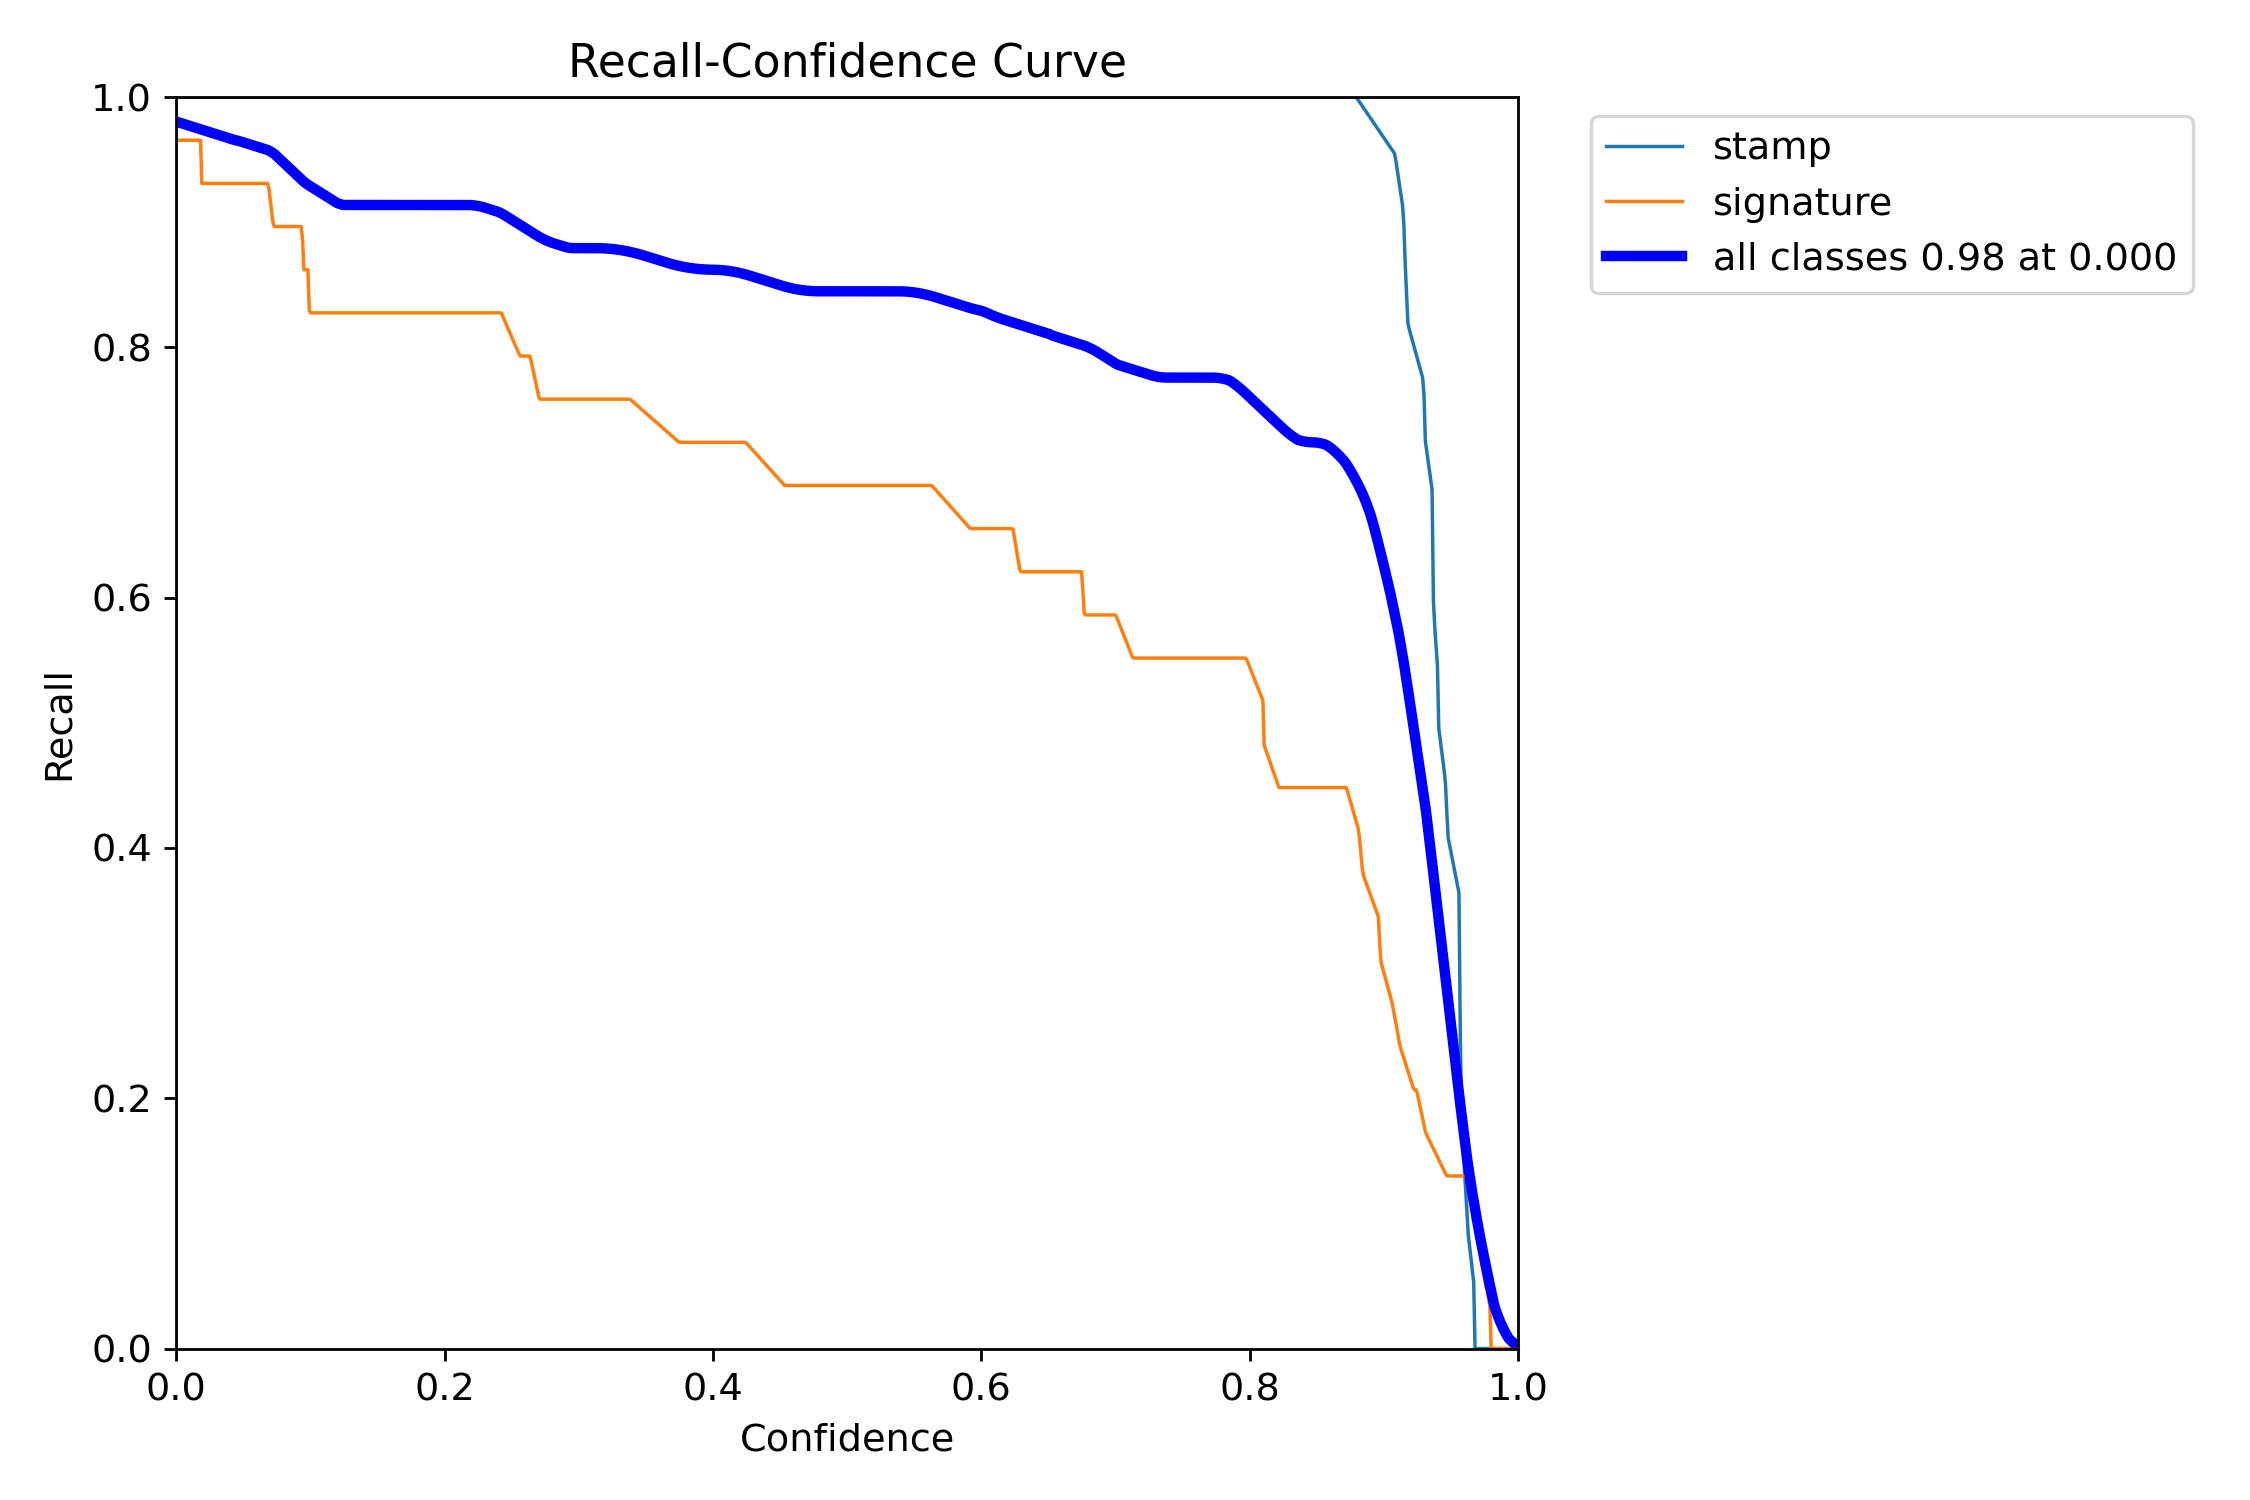 Recall-Confidence Curve
1.0
0.8
0.6
0.4
0.2
0.0
Recall
0.0 0.2 0.4 0.6 0.8 1.0
Confidence
stamp
signature
all classes 0.98 at 0.000